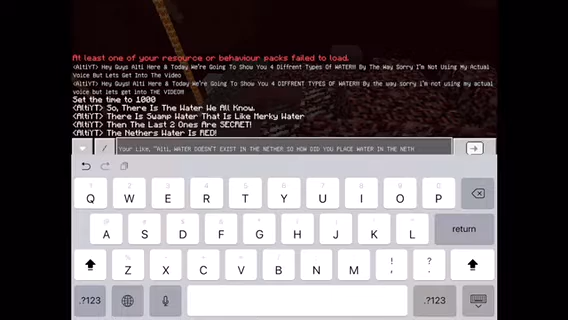 At least one of your resource or behaviour packs failed to load.
<AltiYT> Hey Guys Alti Here & Today We're Going To Show You 4 Diffrent Types Of WATER!!! By The Way Sorry I'm Not Using My Actual
Voice But Lets Get Into The Video
<AltiYT> Hey Guys! Alti Here & Today We're Going To Show You 4 DIFFRENT TYPES OF WATER!!! By the way sorry i'm not using my actual
voice but lets get into THE VIDEO!!
Set the time to 1000
<AltiYT> So, There Is The Water We All Know.
<AltiYT> There Is Swamp Water That Is Like Merky Water
<AltiYT> Then The Last 2 Ones Are SECRET!
<AltiYT> The Nethers Water Is RED!
/ Your Like, "Alti, WATER DOESN'T EXIST IN THE NETHER SO HOW DID YOU PLACE WATER IN THE NETH
Q W E R T Y U I O P
A S D F G H J K L return
Z X C V B N M ! , ? .
.?123 .?123